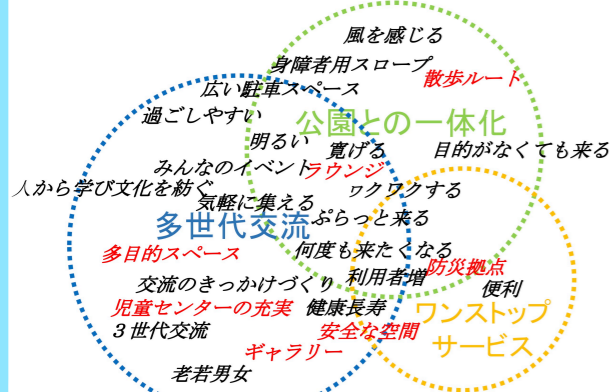 風を感じる
身障者用スロープ
散歩ルート
広い駐車スペース
過ごしやすい
公園との一体化
明るい
寛げる
目的がなくても来る
みんなのイベント
ラウンジ
人から学び文化を紡ぐ
ワクワクする
気軽に集える
多世代交流
ぷらっと来る
多目的スペース
何度も来たくなる
防災拠点
交流のきっかけづくり
利用者増
便利
児童センターの充実
健康長寿
ワンストップ
サービス
３世代交流
安全な空間
ギャラリー
老若男女